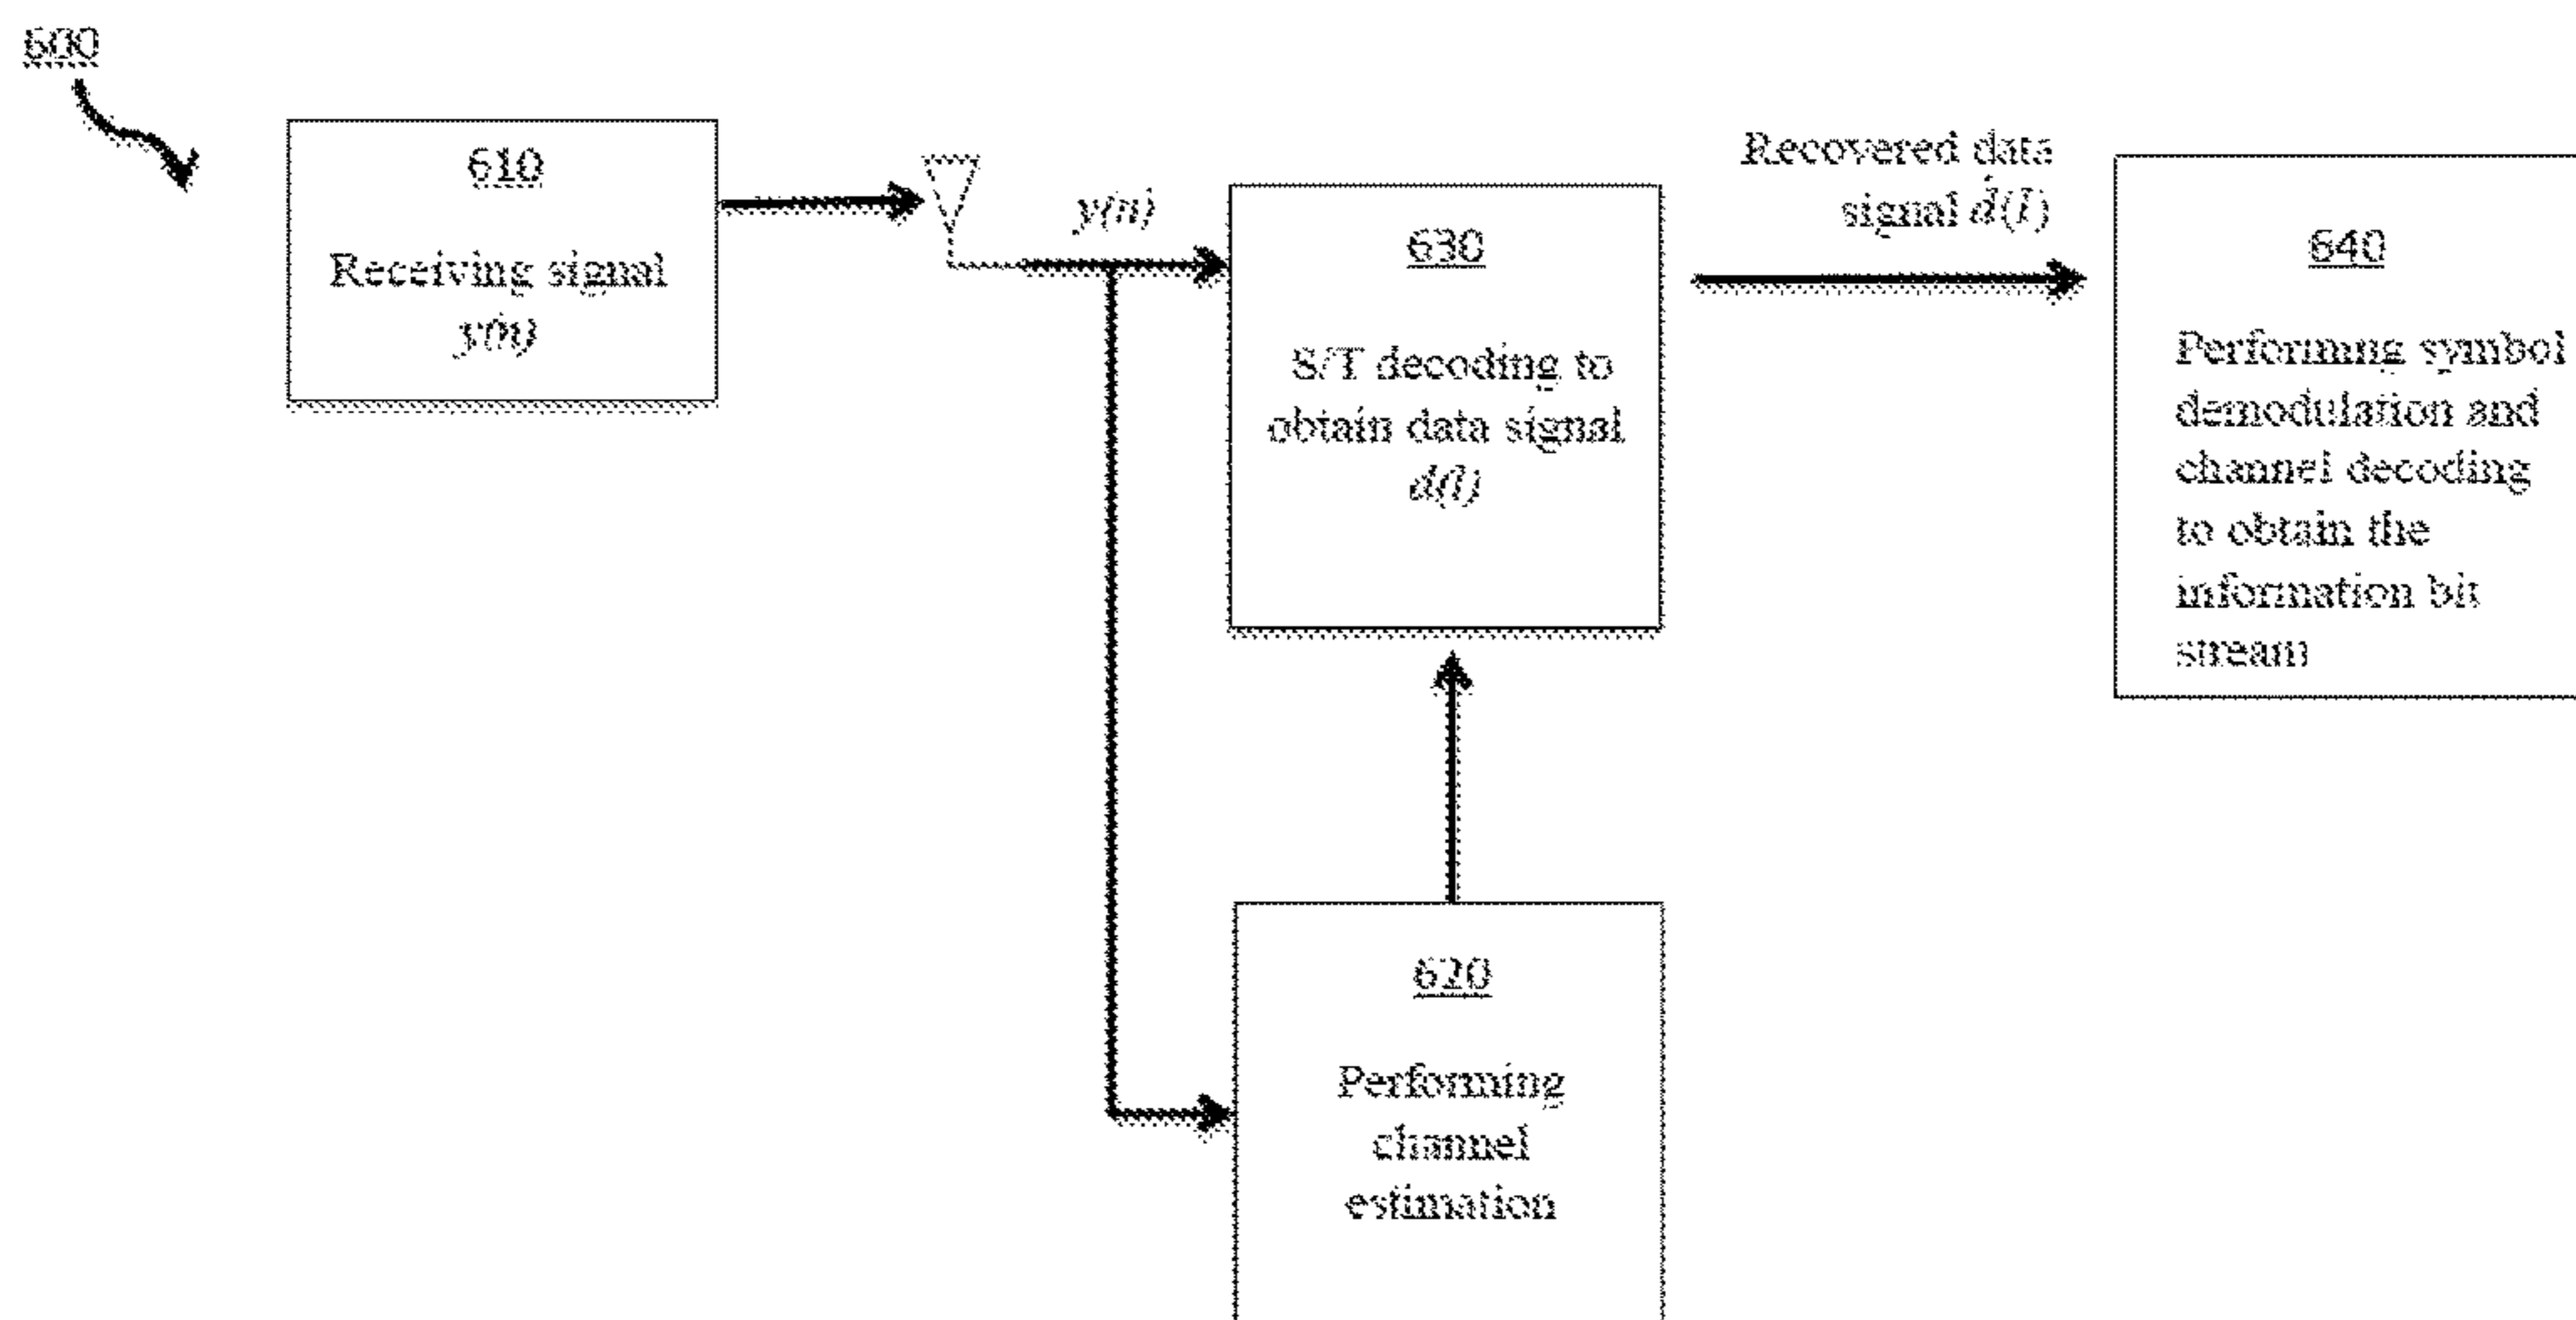 600
610
Receiving signal
y(n)
y(n)
630
S/T decoding to
obtain data signal
d(l)
Recovered data
signal d̂(l)
640
Performing symbol
demodulation and
channel decoding
to obtain the
information bit
stream
620
Performing
channel
estimation